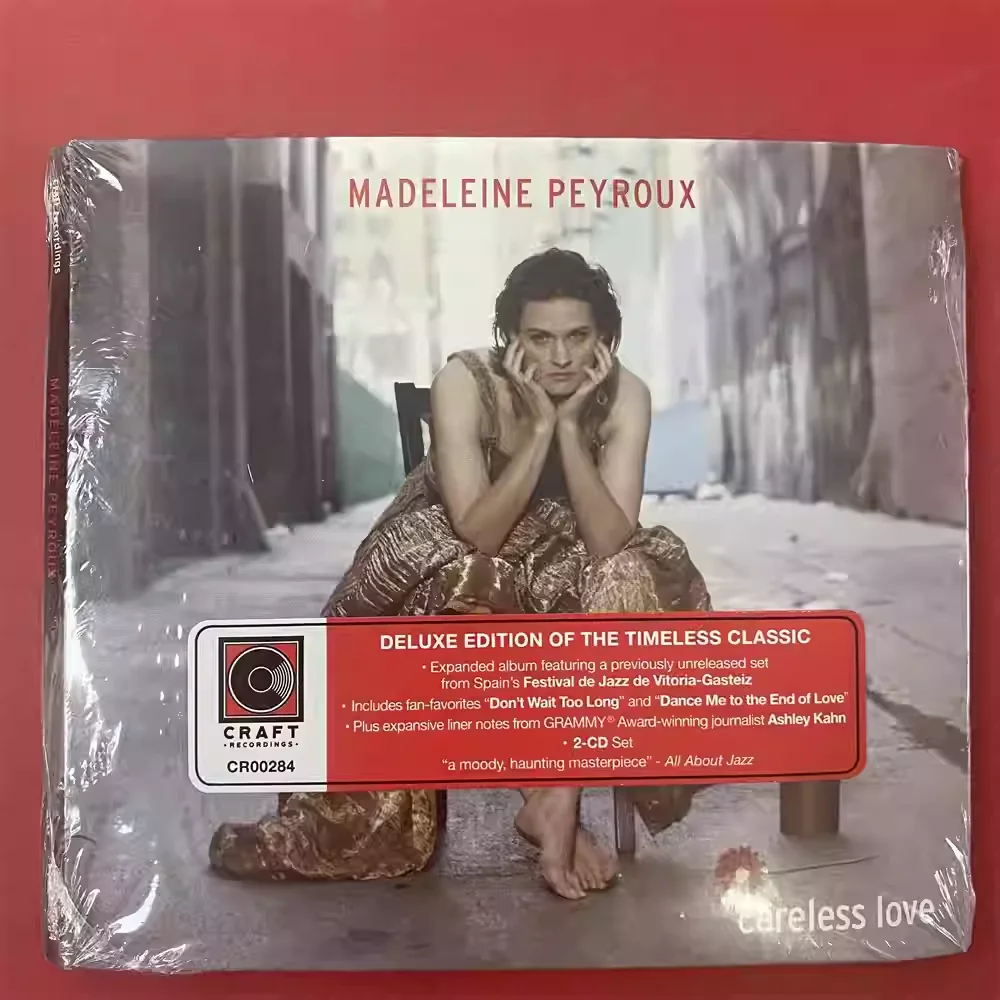 MADELEINE PEYROUX
Craft Recordings
MADELEINE PEYROUX
CRAFT
• RECORDINGS •
CR00284
DELUXE EDITION OF THE TIMELESS CLASSIC
• Expanded album featuring a previously unreleased set
from Spain's Festival de Jazz de Vitoria-Gasteiz
• Includes fan-favorites “Don't Wait Too Long” and “Dance Me to the End of Love”
• Plus expansive liner notes from GRAMMY® Award-winning journalist Ashley Kahn
• 2-CD Set
“a moody, haunting masterpiece” - All About Jazz
careless love